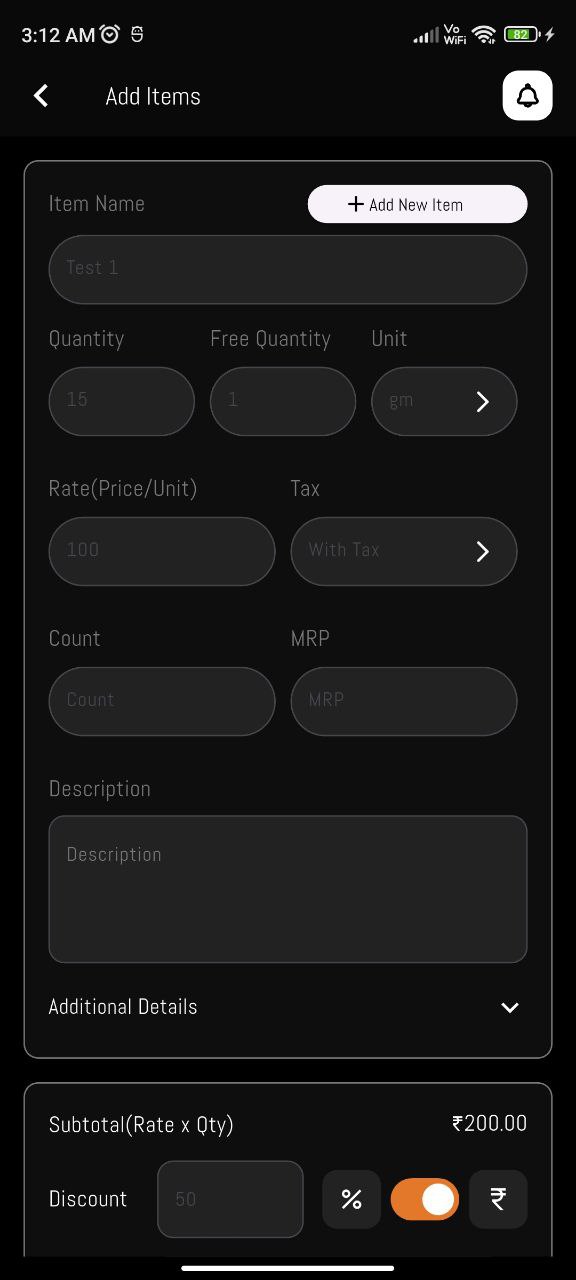 3:12 AM
Vo
WiFi
82
Add Items
Item Name
+ Add New Item
Test 1
Quantity Free Quantity Unit
15 1 gm
Rate(Price/Unit) Tax
100 With Tax
Count MRP
Count MRP
Description
Description
Additional Details
Subtotal(Rate x Qty) ₹200.00
Discount 50 % ₹